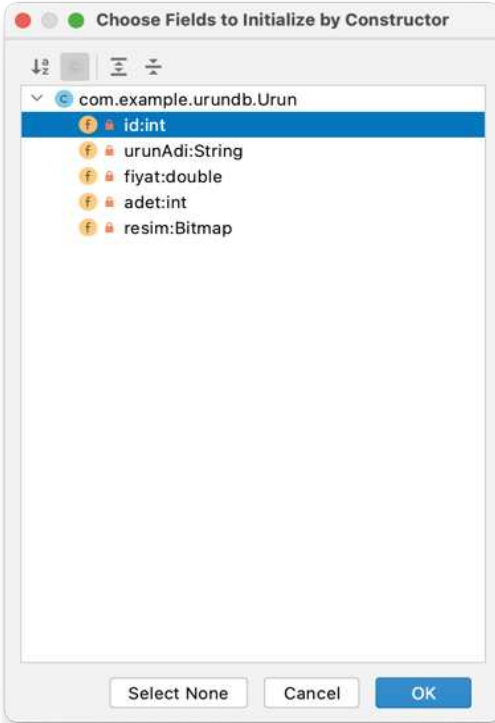 Choose Fields to Initialize by Constructor
com.example.urundb.Urun
id:int
urunAdi:String
fiyat:double
adet:int
resim:Bitmap
Select None Cancel OK